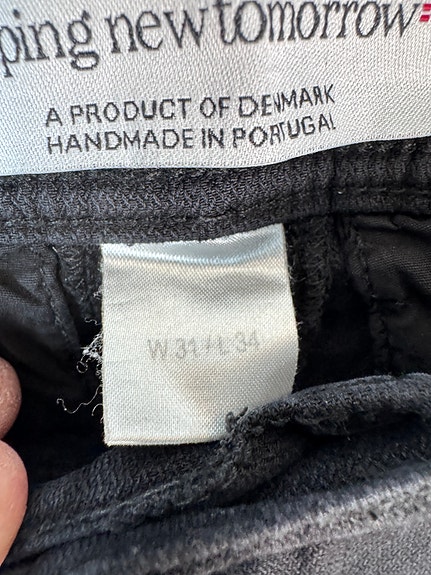 ping newtomorrow
A PRODUCT OF DENMARK
HANDMADE IN PORTUGAL
W 31 / L 34